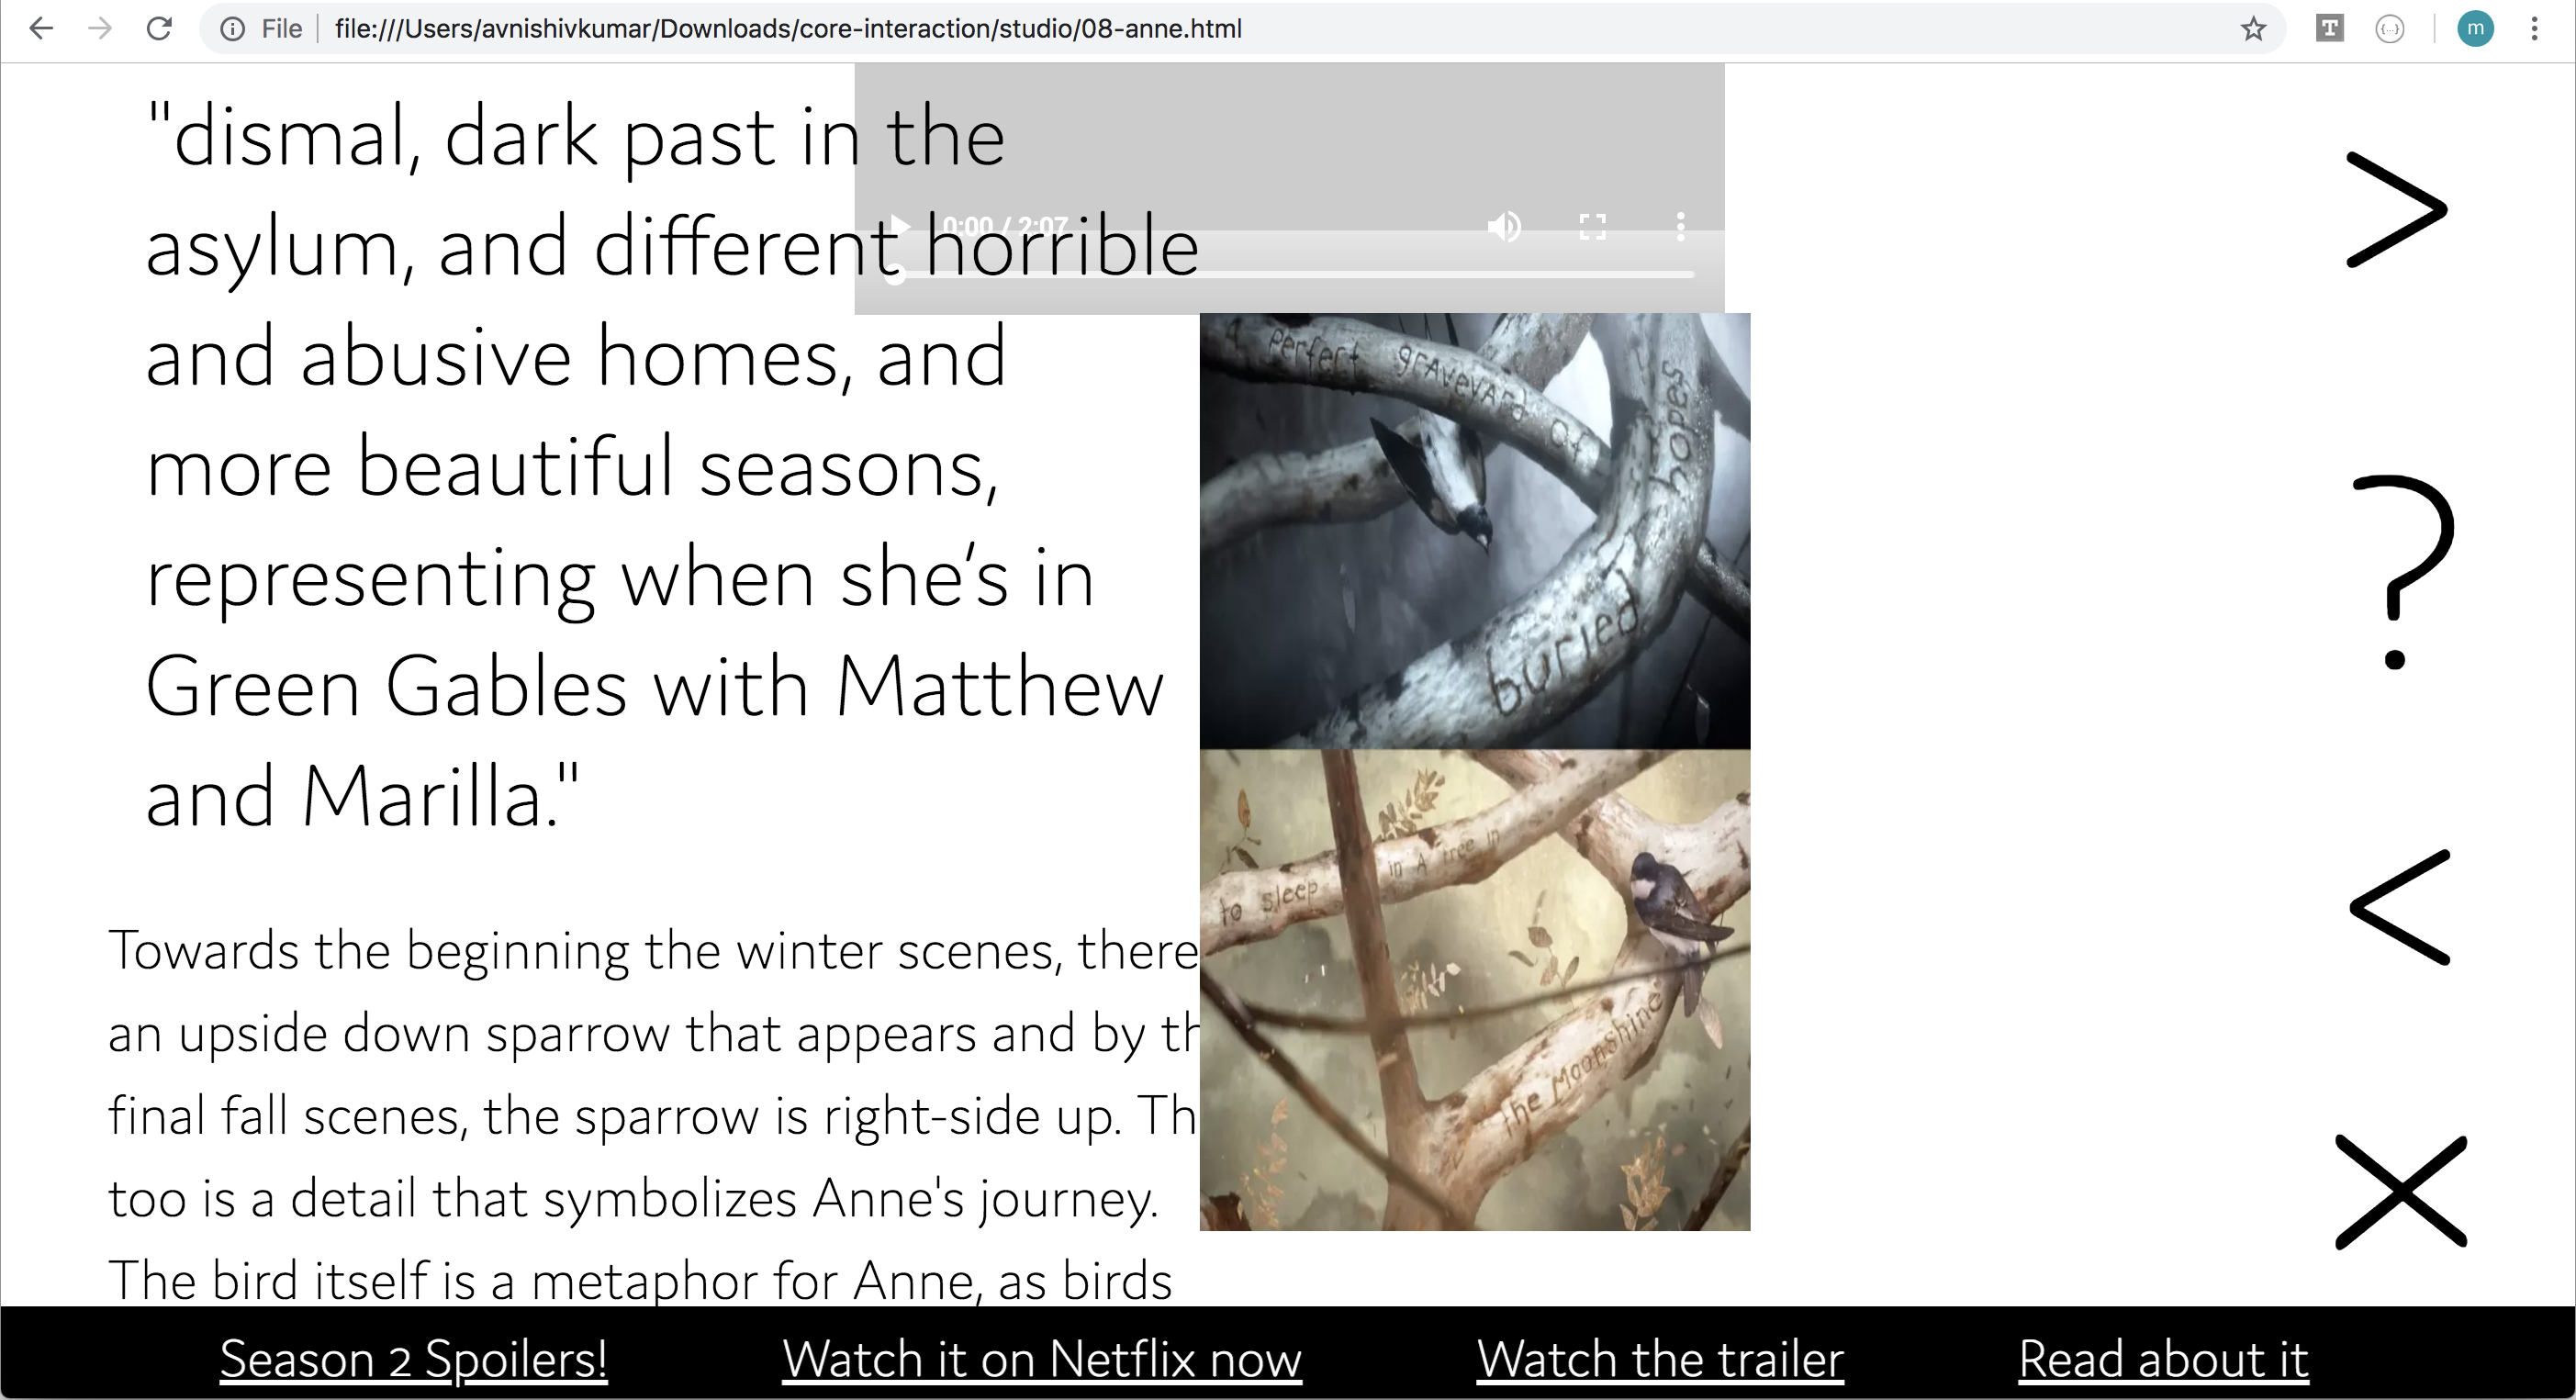 File
file:///Users/avnishivkumar/Downloads/core-interaction/studio/08-anne.html
m
"dismal, dark past in the
asylum, and different horrible
and abusive homes, and
more beautiful seasons,
representing when she’s in
Green Gables with Matthew
and Marilla."
0:00 / 2:07
A perfect graveyard of
hopes
buried
to sleep in A tree in
the Moonshine
Towards the beginning the winter scenes, there
an upside down sparrow that appears and by th
final fall scenes, the sparrow is right-side up. Th
too is a detail that symbolizes Anne's journey.
The bird itself is a metaphor for Anne, as birds
>
?
<
X
Season 2 Spoilers!
Watch it on Netflix now
Watch the trailer
Read about it